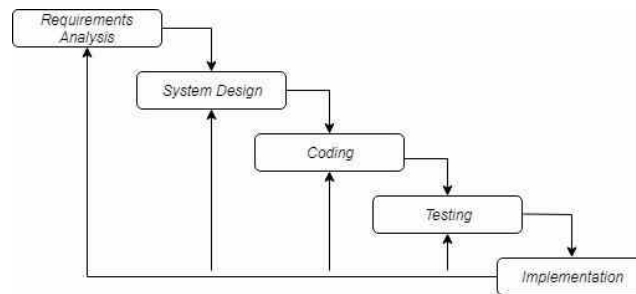 Requirements
Analysis
System Design
Coding
Testing
Implementation